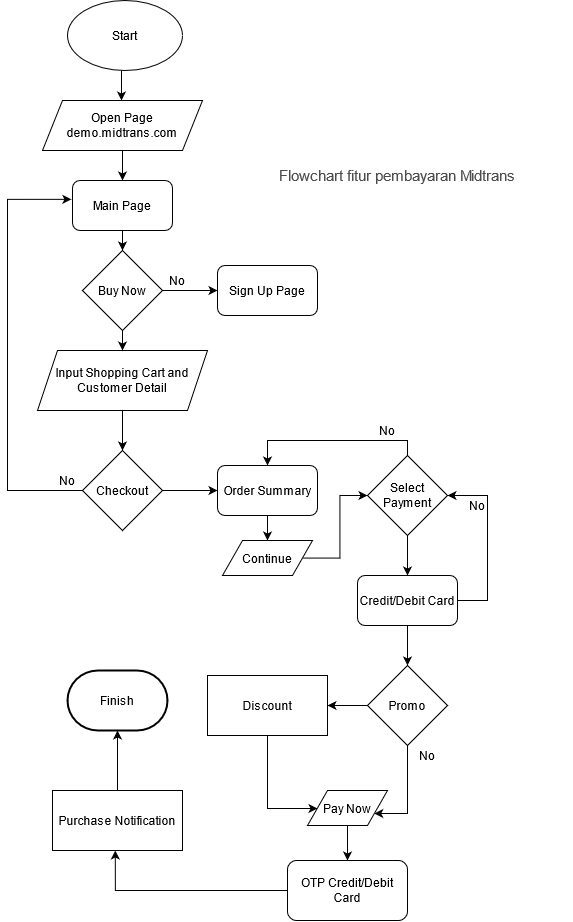 Start
Open Page
demo.midtrans.com
Flowchart fitur pembayaran Midtrans
Main Page
Buy Now
No
Sign Up Page
Input Shopping Cart and
Customer Detail
No
Checkout
Order Summary
No
Select
Payment
No
Continue
Credit/Debit Card
Promo
No
Discount
Finish
Pay Now
Purchase Notification
OTP Credit/Debit
Card